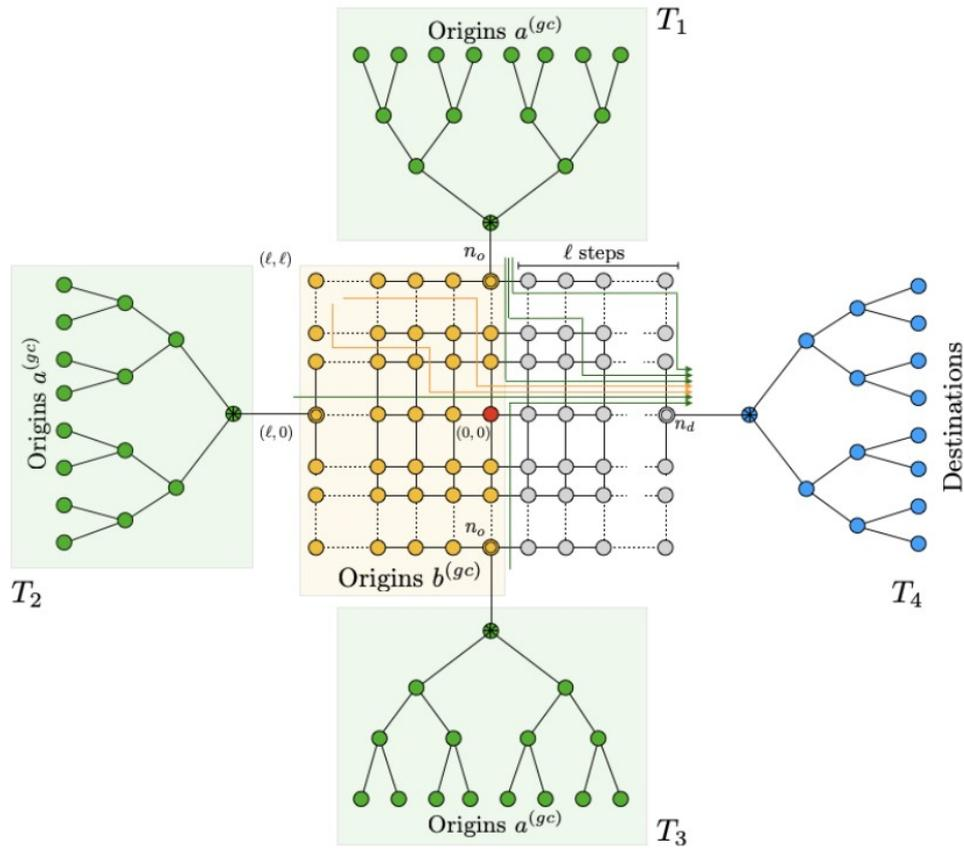 Origins a^(gc)
T_1
n_o
ℓ steps
(ℓ, ℓ)
Origins a^(gc)
(ℓ, 0)
(0, 0)
n_d
Destinations
n_o
Origins b^(gc)
T_2
T_4
Origins a^(gc)
T_3